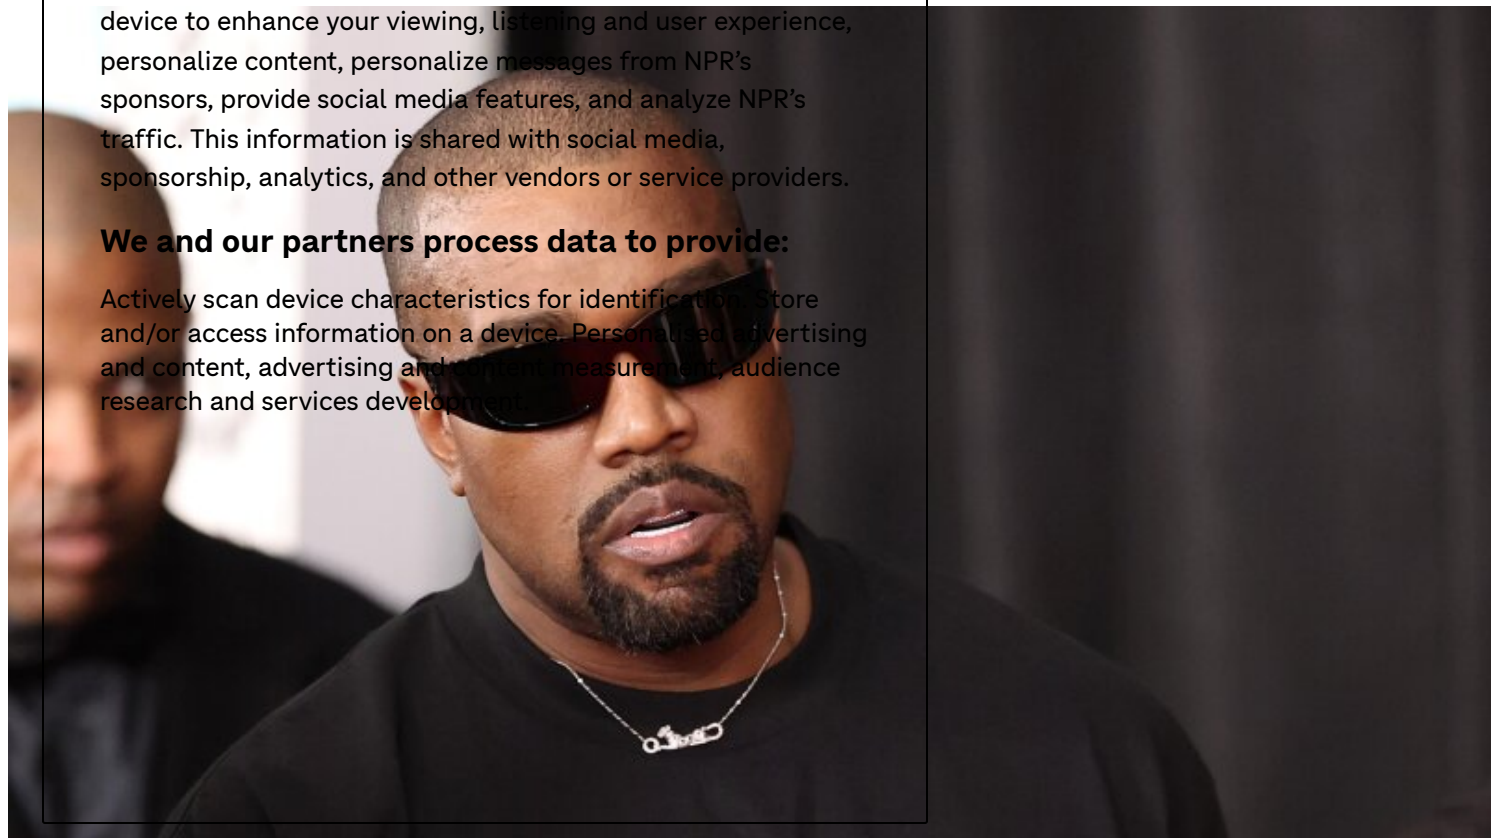 device to enhance your viewing, listening and user experience,
personalize content, personalize messages from NPR’s
sponsors, provide social media features, and analyze NPR’s
traffic. This information is shared with social media,
sponsorship, analytics, and other vendors or service providers.
We and our partners process data to provide:
Actively scan device characteristics for identification. Store
and/or access information on a device. Personalised advertising
and content, advertising and content measurement, audience
research and services development.